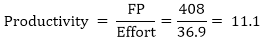 Productivity = FP/Effort = 408/36.9 = 11.1